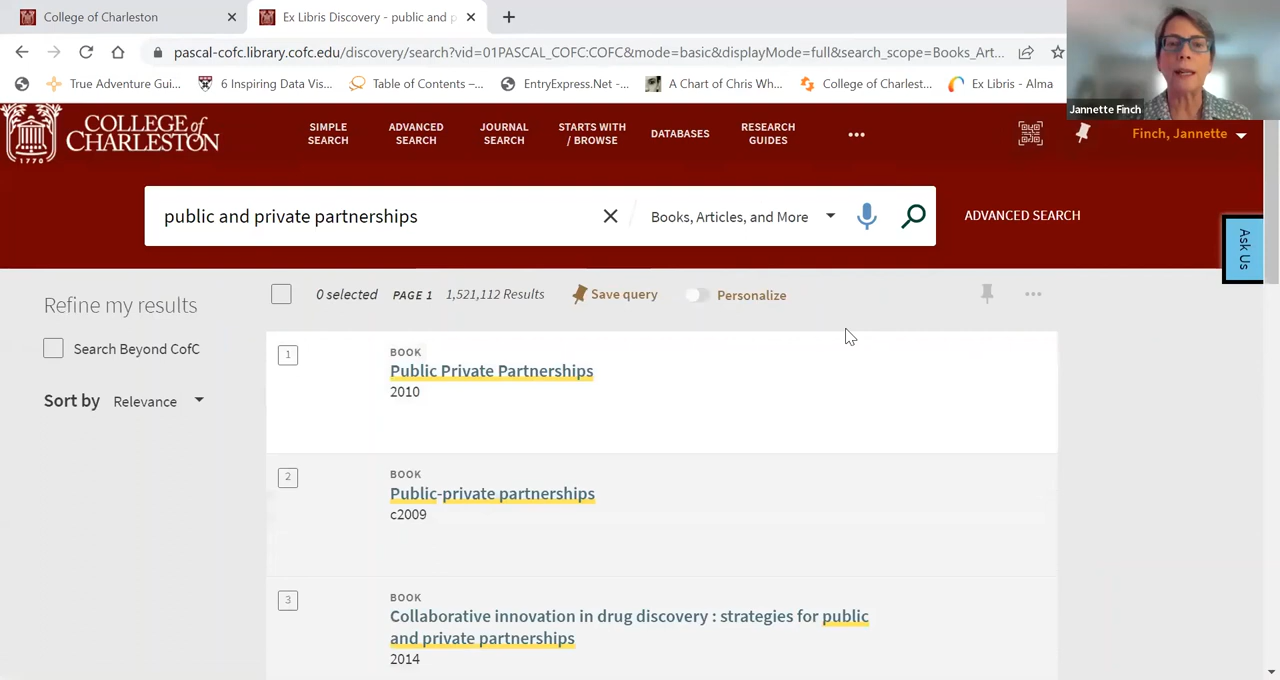 College of Charleston
Ex Libris Discovery - public and p
pascal-cofc.library.cofc.edu/discovery/search?vid=01PASCAL_COFC:COFC&mode=basic&displayMode=full&search_scope=Books_Art...
True Adventure Gui...
6 Inspiring Data Vis...
Table of Contents –...
EntryExpress.Net -...
A Chart of Chris Wh...
College of Charlest...
Ex Libris - Alma
Jannette Finch
COLLEGE of
CHARLESTON
1770
SIMPLE
SEARCH
ADVANCED
SEARCH
JOURNAL
SEARCH
STARTS WITH
/ BROWSE
DATABASES
RESEARCH
GUIDES
Finch, Jannette
public and private partnerships
Books, Articles, and More
ADVANCED SEARCH
Ask Us
Refine my results
Search Beyond CofC
Sort by Relevance
0 selected PAGE 1 1,521,112 Results Save query Personalize
1
BOOK
Public Private Partnerships
2010
2
BOOK
Public-private partnerships
c2009
3
BOOK
Collaborative innovation in drug discovery : strategies for public
and private partnerships
2014